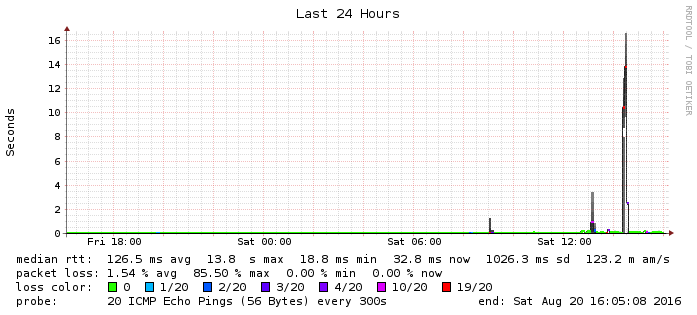 Last 24 Hours
RRDTOOL / TOBI OETIKER
Seconds
16
14
12
10
8
6
4
2
0
Fri 18:00 Sat 00:00 Sat 06:00 Sat 12:00
median rtt: 126.5 ms avg 13.8 s max 18.8 ms min 32.8 ms now 1026.3 ms sd 123.2 m am/s
packet loss: 1.54 % avg 85.50 % max 0.00 % min 0.00 % now
loss color: 0 1/20 2/20 3/20 4/20 10/20 19/20
probe: 20 ICMP Echo Pings (56 Bytes) every 300s end: Sat Aug 20 16:05:08 2016